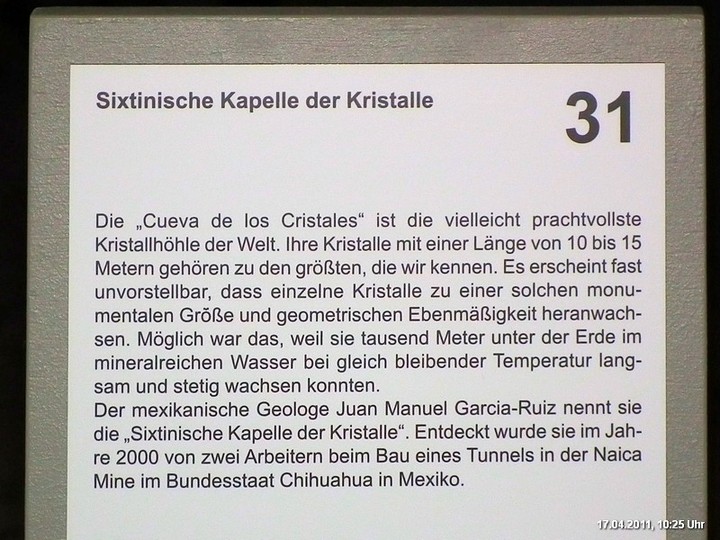 Sixtinische Kapelle der Kristalle
31
Die „Cueva de los Cristales“ ist die vielleicht prachtvollste
Kristallhöhle der Welt. Ihre Kristalle mit einer Länge von 10 bis 15
Metern gehören zu den größten, die wir kennen. Es erscheint fast
unvorstellbar, dass einzelne Kristalle zu einer solchen monu-
mentalen Größe und geometrischen Ebenmäßigkeit heranwach-
sen. Möglich war das, weil sie tausend Meter unter der Erde im
mineralreichen Wasser bei gleich bleibender Temperatur lang-
sam und stetig wachsen konnten.
Der mexikanische Geologe Juan Manuel Garcia-Ruiz nennt sie
die „Sixtinische Kapelle der Kristalle“. Entdeckt wurde sie im Jah-
re 2000 von zwei Arbeitern beim Bau eines Tunnels in der Naica
Mine im Bundesstaat Chihuahua in Mexiko.
17.04.2011, 10:25 Uhr